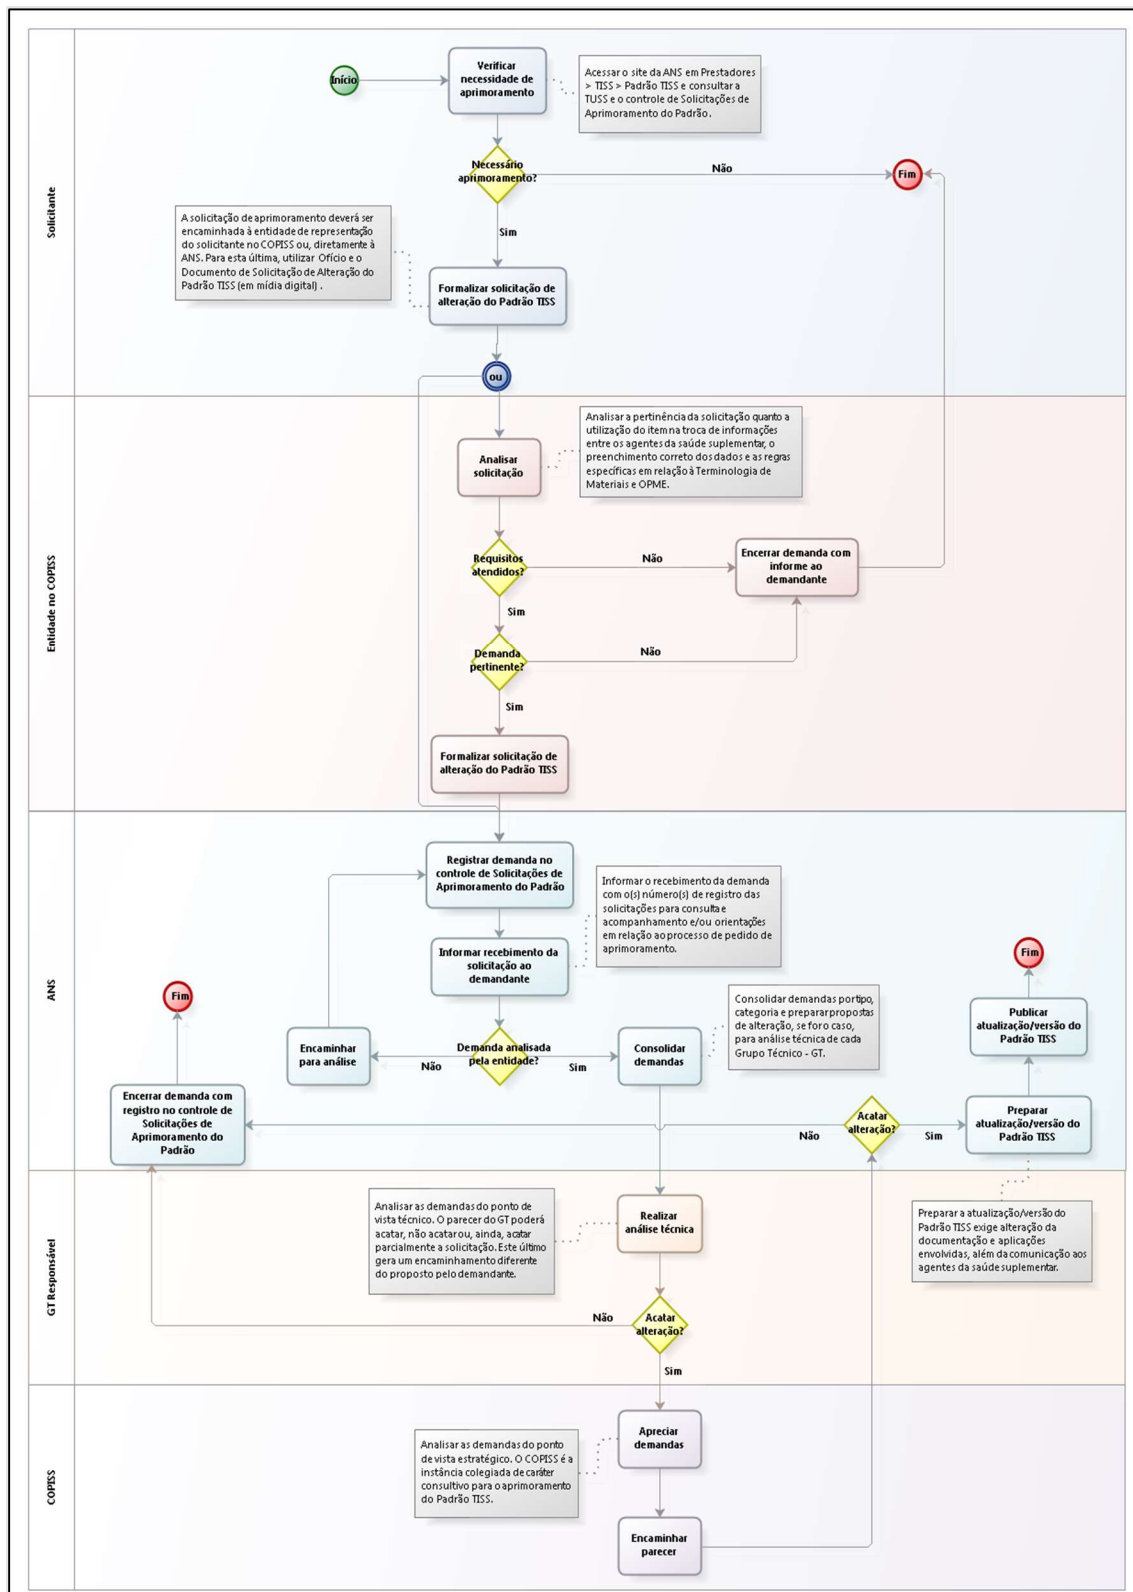 Solicitante
Início
Verificar
necessidade de
aprimoramento
Acessar o site da ANS em Prestadores
> TISS > Padrão TISS e consultar a
TUSS e o controle de Solicitações de
Aprimoramento do Padrão.
Necessário
aprimoramento?
Não
Fim
Sim
A solicitação de aprimoramento deverá ser
encaminhada à entidade de representação
do solicitante no COPISS ou, diretamente à
ANS. Para esta última, utilizar Ofício e o
Documento de Solicitação de Alteração do
Padrão TISS (em mídia digital) .
Formalizar solicitação de
alteração do Padrão TISS
ou
Entidade no COPISS
Analisar
solicitação
Analisar a pertinência da solicitação quanto a
utilização do item na troca de informações
entre os agentes da saúde suplementar, o
preenchimento correto dos dados e as regras
específicas em relação à Terminologia de
Materiais e OPME.
Requisitos
atendidos?
Não
Encerrar demanda com
informe ao
demandante
Sim
Demanda
pertinente?
Não
Sim
Formalizar solicitação de
alteração do Padrão TISS
ANS
Registrar demanda no
controle de Solicitações de
Aprimoramento do Padrão
Informar o recebimento da demanda
com o(s) número(s) de registro das
solicitações para consulta e
acompanhamento e/ou orientações
em relação ao processo de pedido de
aprimoramento.
Informar recebimento da
solicitação ao
demandante
Fim
Fim
Consolidar demandas por tipo,
categoria e preparar propostas
de alteração, se for o caso,
para análise técnica de cada
Grupo Técnico - GT.
Publicar
atualização/versão do
Padrão TISS
Encaminhar
para análise
Não
Demanda analisada
pela entidade?
Sim
Consolidar
demandas
Encerrar demanda com
registro no controle de
Solicitações de
Aprimoramento do
Padrão
Não
Acatar
alteração?
Sim
Preparar
atualização/versão do
Padrão TISS
GT Responsável
Analisar as demandas do ponto de
vista técnico. O parecer do GT poderá
acatar, não acatar ou, ainda, acatar
parcialmente a solicitação. Este último
gera um encaminhamento diferente
do proposto pelo demandante.
Realizar
análise técnica
Preparar a atualização/versão do
Padrão TISS exige alteração da
documentação e aplicações
envolvidas, além da comunicação aos
agentes da saúde suplementar.
Não
Acatar
alteração?
Sim
COPISS
Analisar as demandas do ponto
de vista estratégico. O COPISS é a
instância colegiada de caráter
consultivo para o aprimoramento
do Padrão TISS.
Apreciar
demandas
Encaminhar
parecer